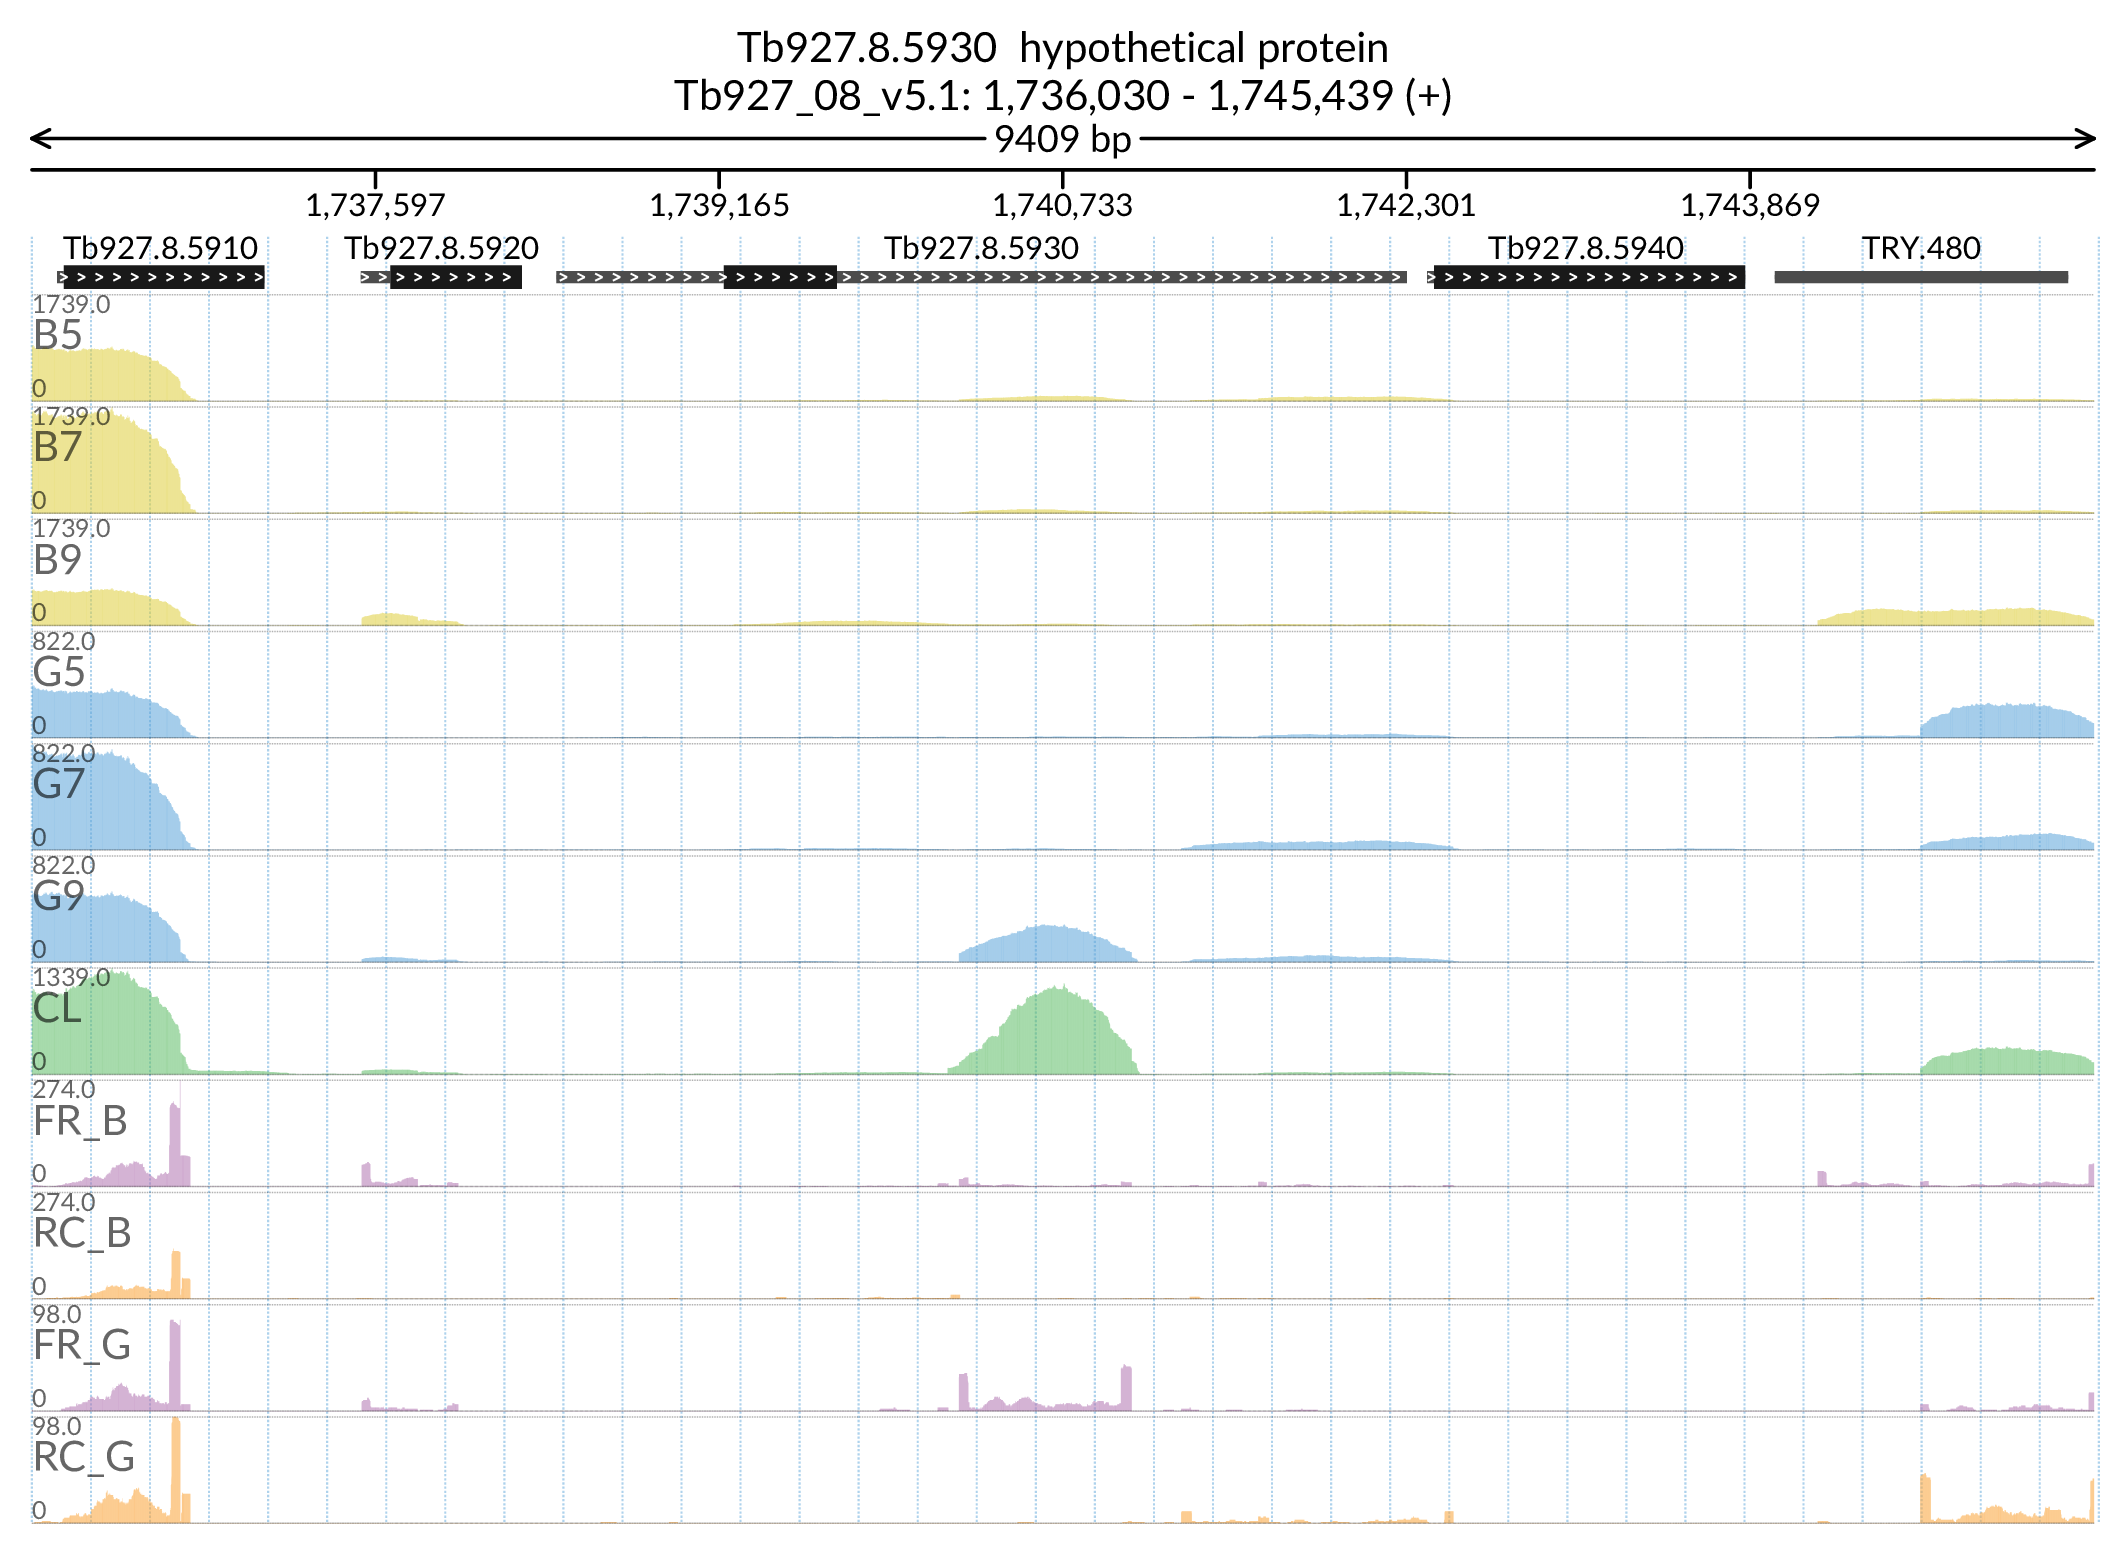 Tb927.8.5930 hypothetical protein
Tb927_08_v5.1: 1,736,030 - 1,745,439 (+)
9409 bp
1,737,597 1,739,165 1,740,733 1,742,301 1,743,869
Tb927.8.5910 Tb927.8.5920 Tb927.8.5930 Tb927.8.5940 TRY.480
1739.0
B5
0
1739.0
B7
0
1739.0
B9
0
822.0
G5
0
822.0
G7
0
822.0
G9
0
1339.0
CL
0
274.0
FR_B
0
274.0
RC_B
0
98.0
FR_G
0
98.0
RC_G
0